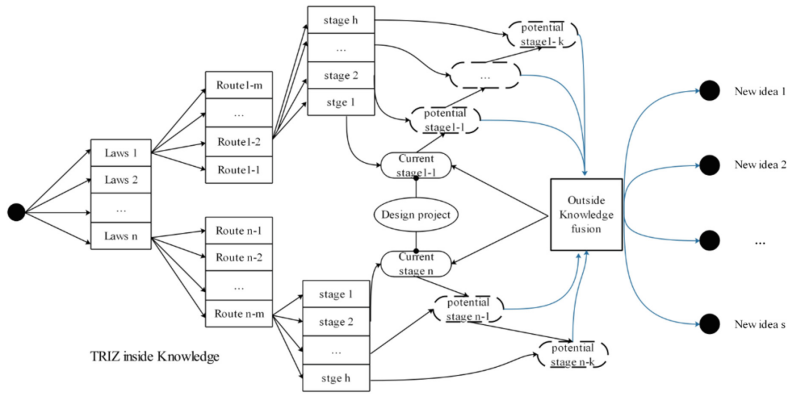 Laws 1
Laws 2
...
Laws n
Route1-m
...
Route1-2
Route1-1
Route n-1
Route n-2
...
Route n-m
stage h
...
stage 2
stge 1
stage 1
stage 2
...
stge h
potential
stage1- k
...
potential
stage1-1
Current
stage1-1
Design project
Current
stage n
potential
stage n-1
potential
stage n-k
Outside
Knowledge
fusion
New idea 1
New idea 2
...
New idea s
TRIZ inside Knowledge